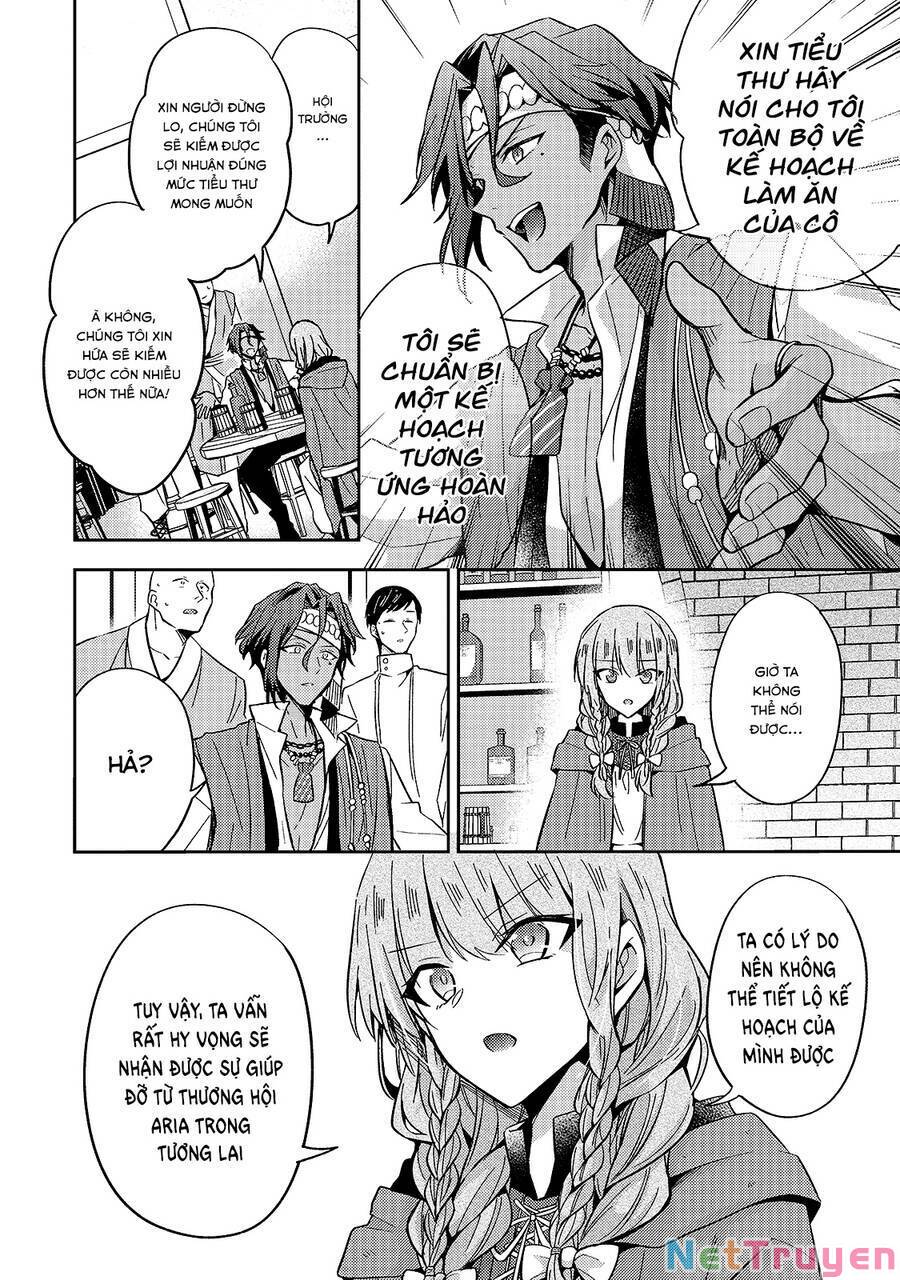 XIN TIỂU
THƯ HÃY
NÓI CHO TÔI
TOÀN BỘ VỀ
KẾ HOẠCH
LÀM ĂN
CỦA CÔ
TÔI SẼ
CHUẨN BỊ
MỘT KẾ
HOẠCH
TƯƠNG
ỨNG HOÀN
HẢO
HỘI
TRƯỞNG
...
XIN NGƯỜI ĐỪNG
LO, CHÚNG TÔI
SẼ KIẾM ĐƯỢC
LỢI NHUẬN ĐÚNG
MỨC TIỂU THƯ
MONG MUỐN
À KHÔNG,
CHÚNG TÔI XIN
HỨA SẼ KIẾM
ĐƯỢC CÒN NHIỀU
HƠN THẾ NỮA!
GIỜ TA
KHÔNG
THỂ NÓI
ĐƯỢC...
HẢ?
TA CÓ LÝ DO
NÊN KHÔNG
THỂ TIẾT LỘ KẾ
HOẠCH CỦA
MÌNH ĐƯỢC
TUY VẬY, TA VẪN
RẤT HY VỌNG SẼ
NHẬN ĐƯỢC SỰ GIÚP
ĐỠ TỪ THƯƠNG HỘI
ARIA TRONG
TƯƠNG LAI
NetTruyen